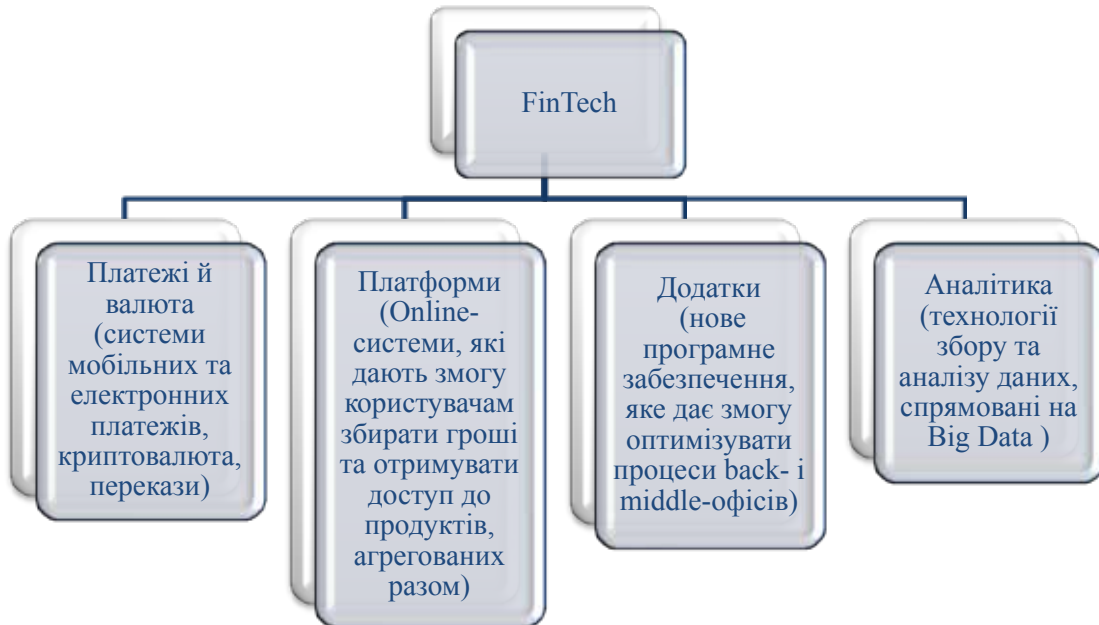 FinTech
Платежі й
валюта
(системи
мобільних та
електронних
платежів,
криптовалюта,
перекази)
Платформи
(Online-
системи, які
дають змогу
користувачам
збирати гроші
та отримувати
доступ до
продуктів,
агрегованих
разом)
Додатки
(нове
програмне
забезпечення,
яке дає змогу
оптимізувати
процеси back- і
middle-офісів)
Аналітика
(технології
збору та
аналізу даних,
спрямовані на
Big Data )